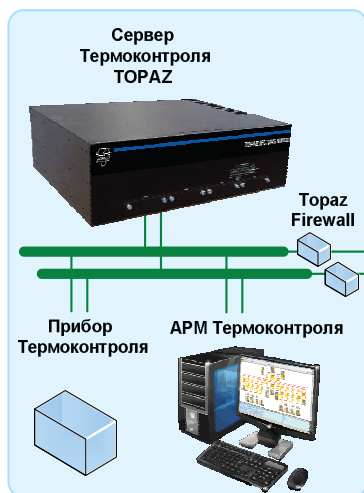 Сервер
Термоконтроля
TOPAZ
Topaz
Firewall
Прибор
Термоконтроля
АРМ Термоконтроля